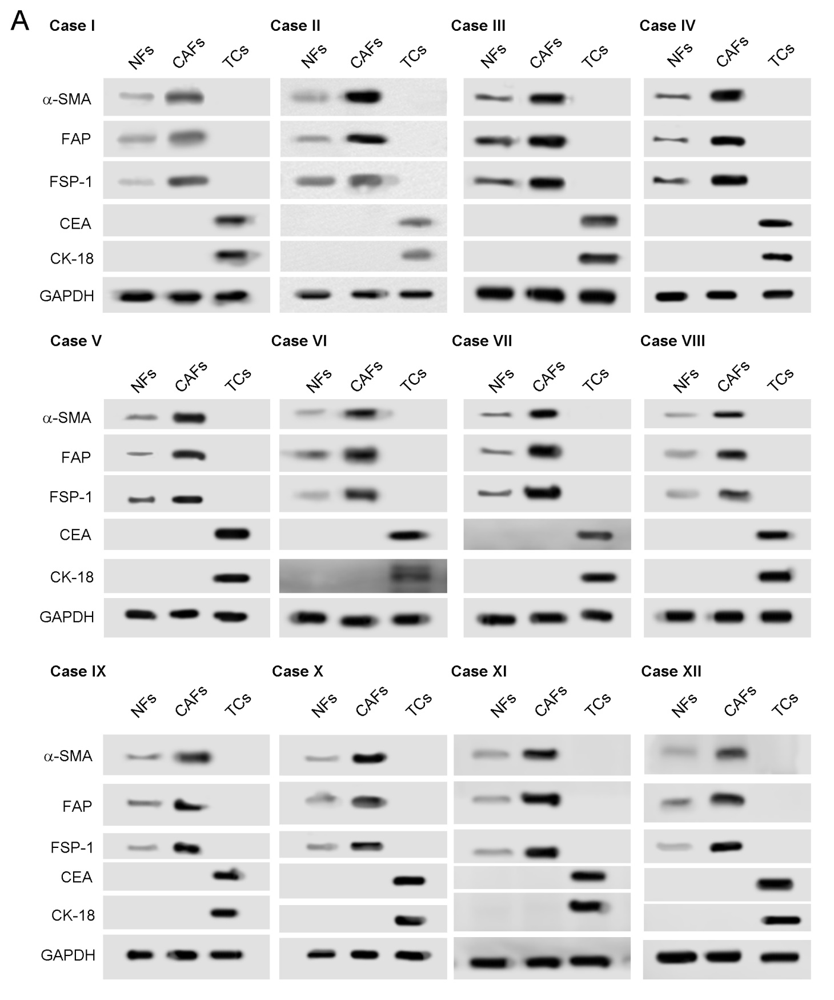 A
Case I Case II Case III Case IV
NFs CAFs TCs NFs CAFs TCs NFs CAFs TCs NFs CAFs TCs
α-SMA
FAP
FSP-1
CEA
CK-18
GAPDH
Case V Case VI Case VII Case VIII
NFs CAFs TCs NFs CAFs TCs NFs CAFs TCs NFs CAFs TCs
α-SMA
FAP
FSP-1
CEA
CK-18
GAPDH
Case IX Case X Case XI Case XII
NFs CAFs TCs NFs CAFs TCs NFs CAFs TCs NFs CAFs TCs
α-SMA
FAP
FSP-1
CEA
CK-18
GAPDH